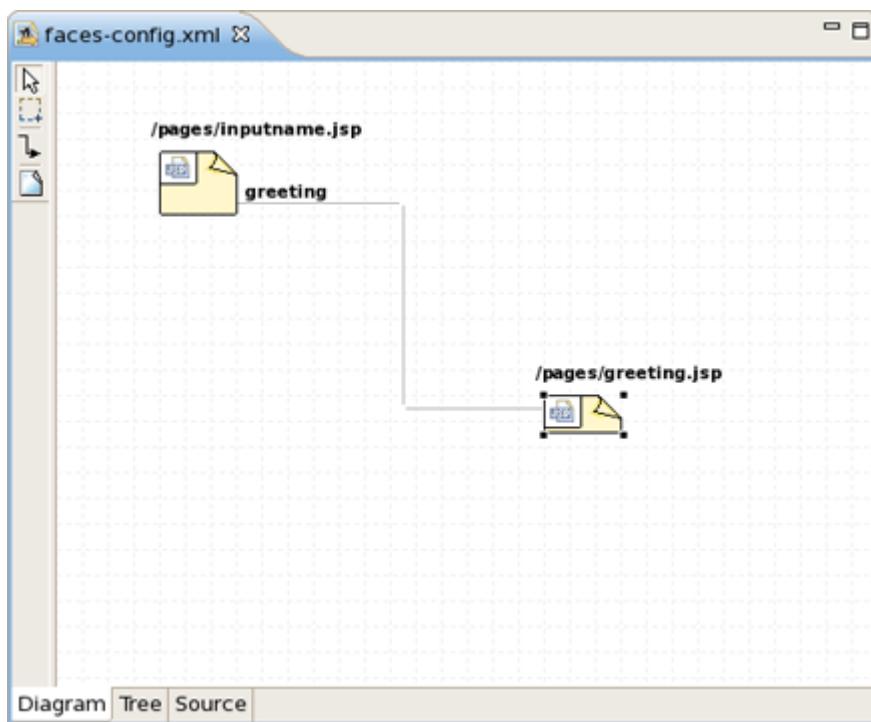 faces-config.xml
/pages/inputname.jsp
greeting
/pages/greeting.jsp
Diagram Tree Source